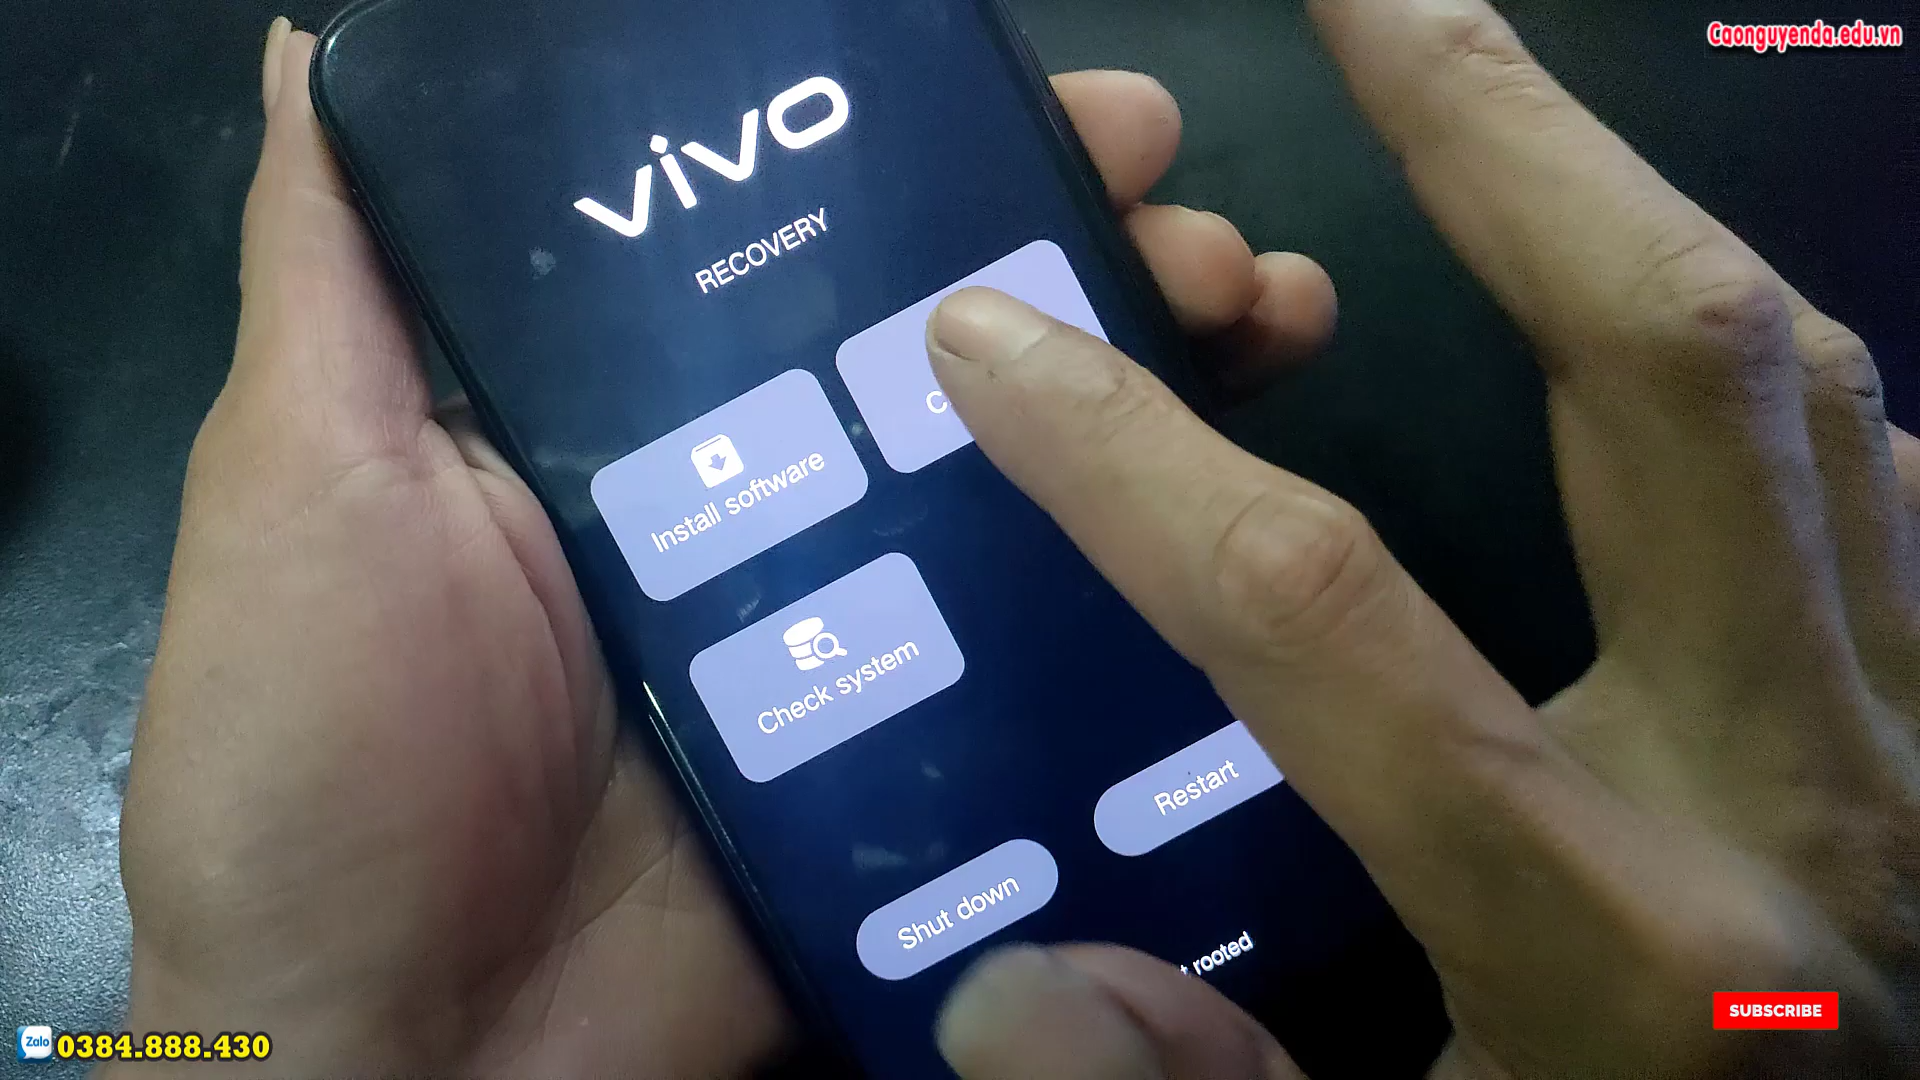 Caonguyenda.edu.vn
vivo
RECOVERY
Install software
Check system
Restart
Shut down
rooted
SUBSCRIBE
Zalo 0384.888.430